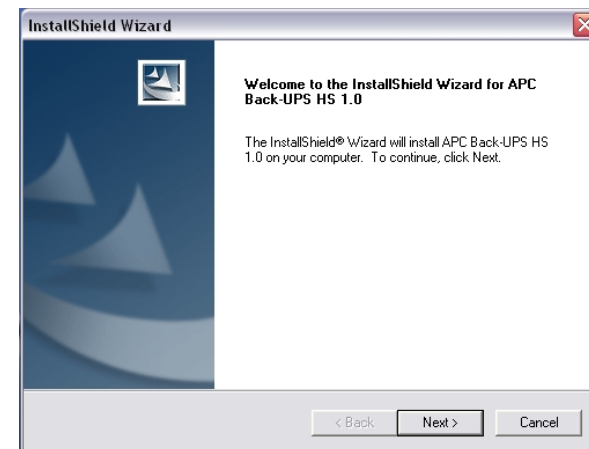 InstallShield Wizard
Welcome to the InstallShield Wizard for APC
Back-UPS HS 1.0
The InstallShield® Wizard will install APC Back-UPS HS
1.0 on your computer. To continue, click Next.
< Back
Next >
Cancel